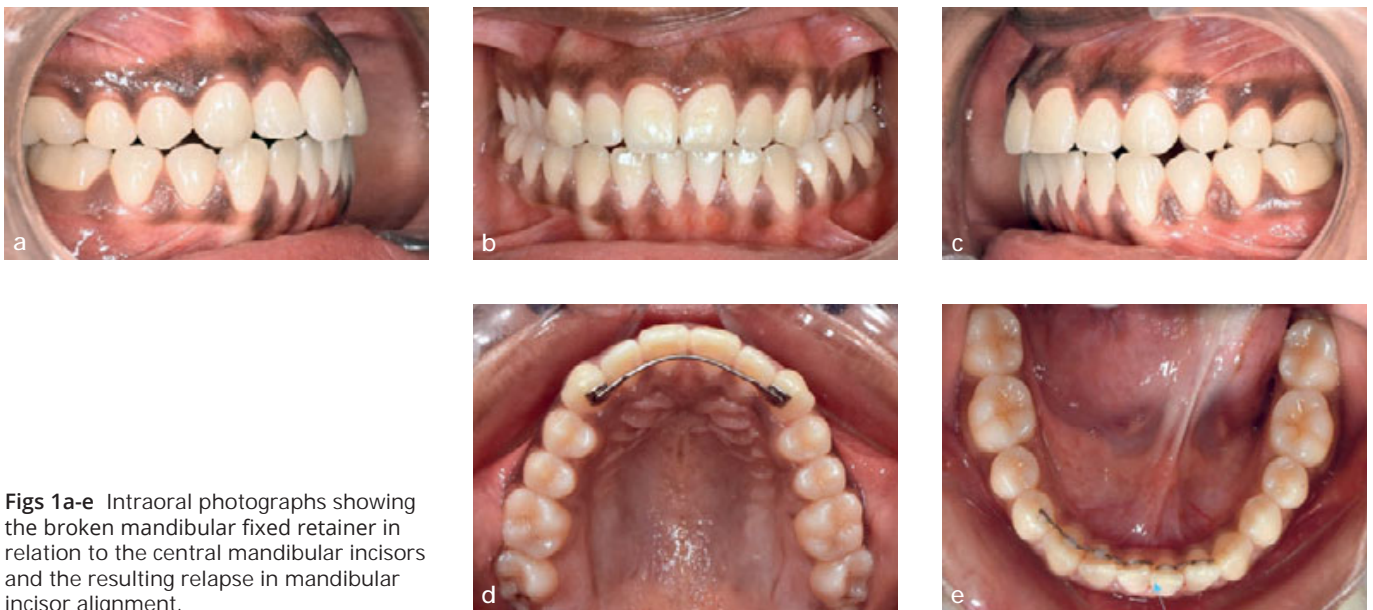 a
b
c
Figs 1a-e Intraoral photographs showing
the broken mandibular fixed retainer in
relation to the central mandibular incisors
and the resulting relapse in mandibular
incisor alignment.
d
e